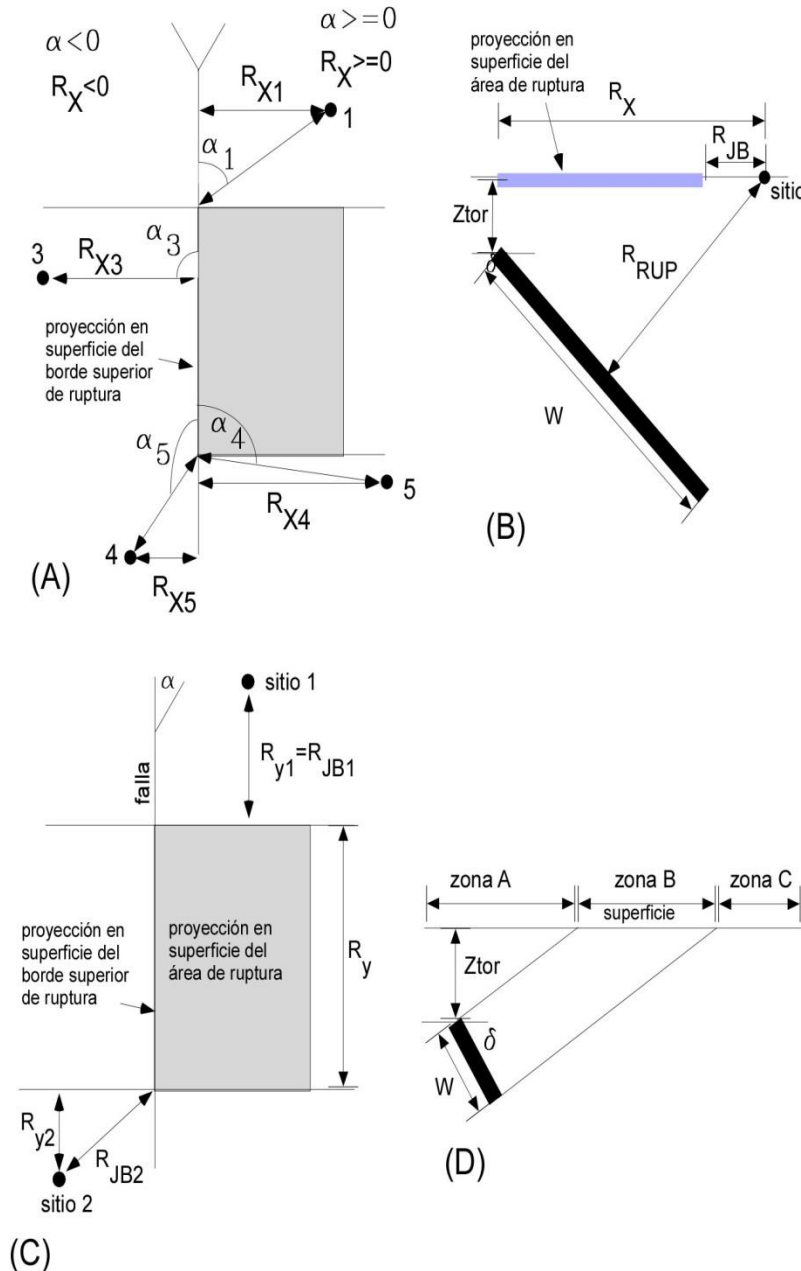 α<0
α>=0
R_X<0
R_X>=0
R_X1
1
α_1
α_3
3
R_X3
proyección en
superficie del
borde superior
de ruptura
α_5
α_4
R_X4
5
4
R_X5
(A)
proyección en
superficie del
área de ruptura
R_X
R_JB
sitio
Ztor
δ
R_RUP
W
(B)
α
sitio 1
R_y1=R_JB1
falla
proyección en
superficie del
borde superior
de ruptura
proyección en
superficie del
área de ruptura
R_y
R_y2
R_JB2
sitio 2
(C)
zona A
zona B
zona C
superficie
Ztor
δ
W
(D)